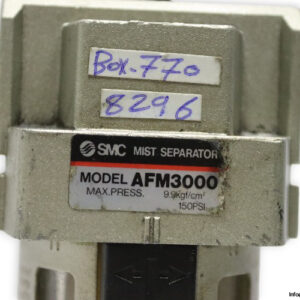 Box-770
8296
SMC MIST SEPARATOR
MODEL AFM3000
MAX.PRESS. 9.9kgf/cm²
150PSI